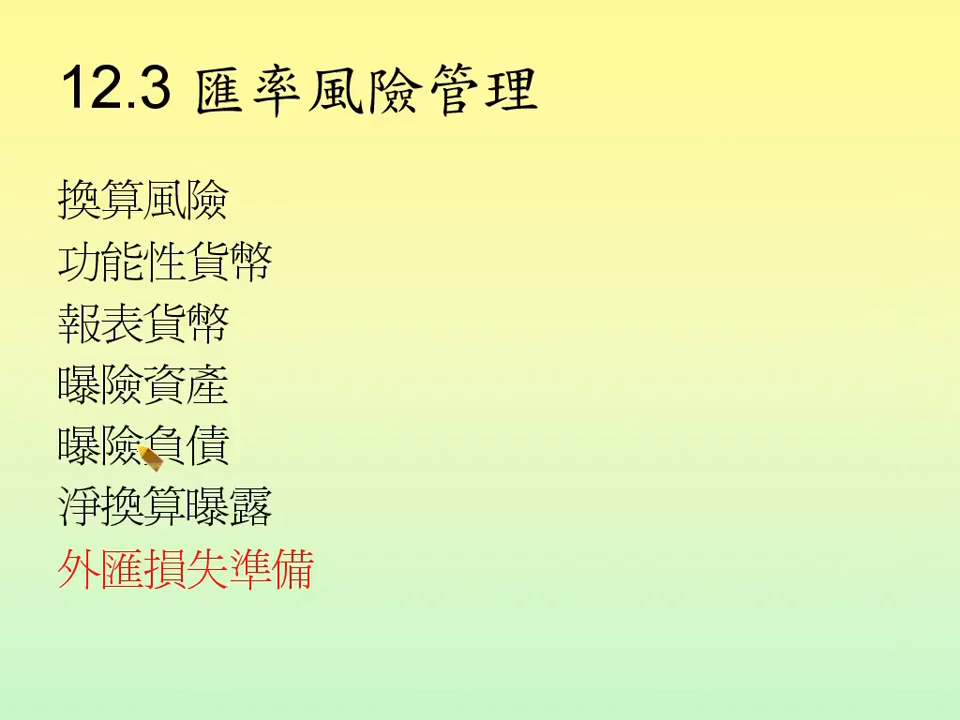 12.3 匯率風險管理
換算風險
功能性貨幣
報表貨幣
曝險資產
曝險負債
淨換算曝露
外匯損失準備